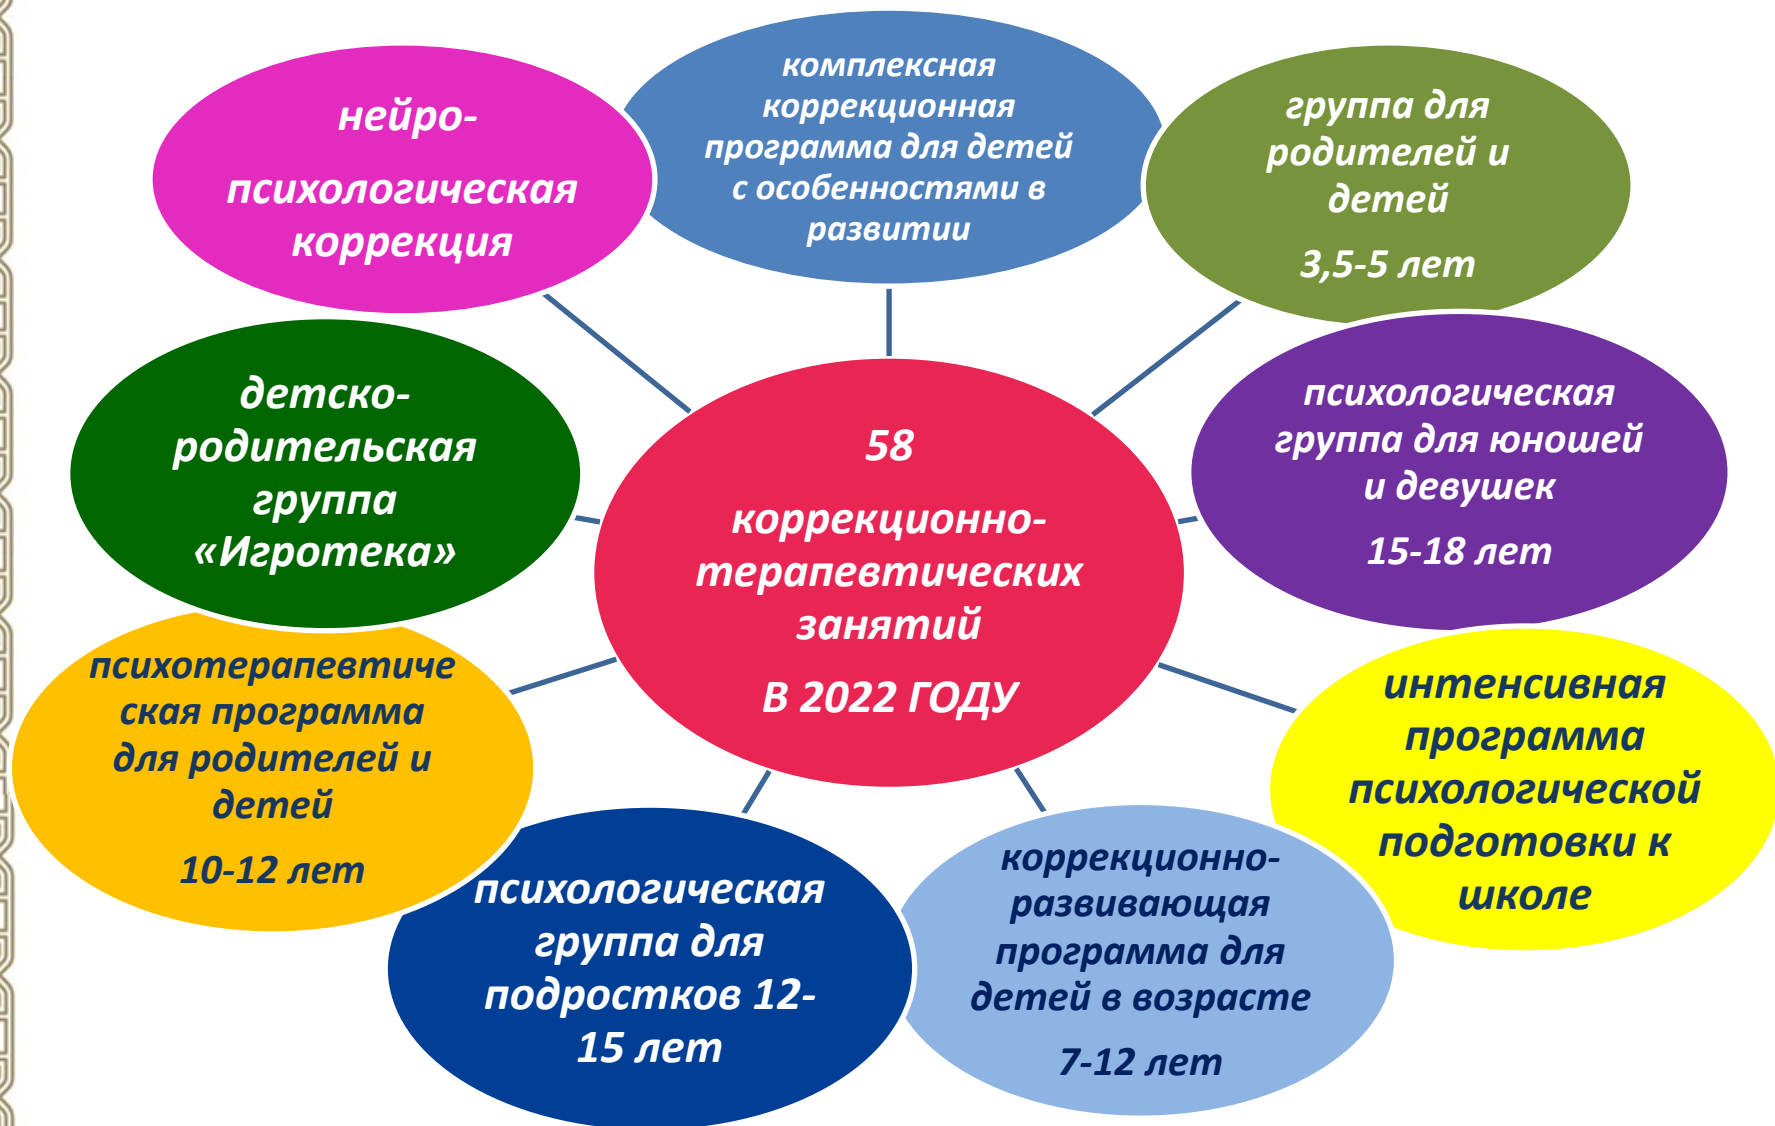 комплексная
коррекционная
программа для детей
с особенностями в
развитии
группа для
родителей и
детей
3,5-5 лет
психологическая
группа для юношей
и девушек
15-18 лет
интенсивная
программа
психологической
подготовки к
школе
коррекционно-
развивающая
программа для
детей в возрасте
7-12 лет
психологическая
группа для
подростков 12-
15 лет
психотерапевтиче
ская программа
для родителей и
детей
10-12 лет
детско-
родительская
группа
«Игротека»
нейро-
психологическая
коррекция
58
коррекционно-
терапевтических
занятий
В 2022 ГОДУ